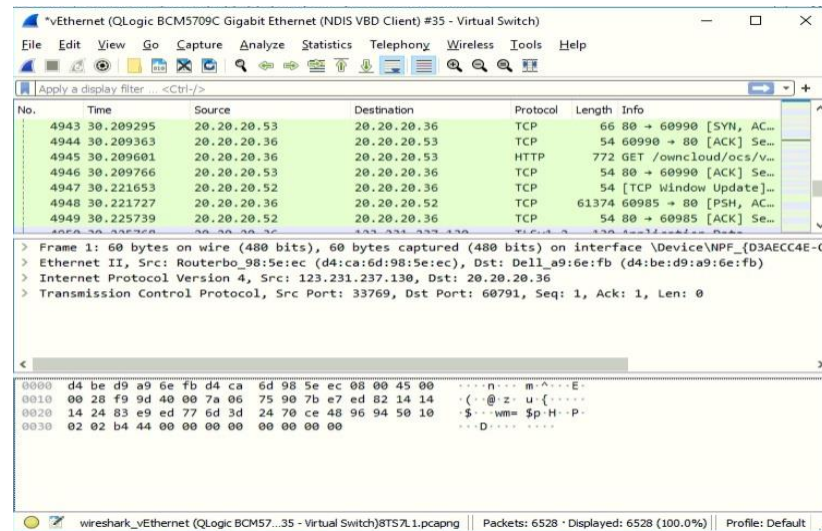 *vEthernet (QLogic BCM5709C Gigabit Ethernet (NDIS VBD Client) #35 - Virtual Switch)
File Edit View Go Capture Analyze Statistics Telephony Wireless Tools Help
Apply a display filter ... <Ctrl-/>
No. Time Source Destination Protocol Length Info
4943 30.209295 20.20.20.53 20.20.20.36 TCP 66 80 → 60990 [SYN, AC…
4944 30.209363 20.20.20.36 20.20.20.53 TCP 54 60990 → 80 [ACK] Se…
4945 30.209601 20.20.20.36 20.20.20.53 HTTP 772 GET /owncloud/ocs/v…
4946 30.209766 20.20.20.53 20.20.20.36 TCP 54 80 → 60990 [ACK] Se…
4947 30.221653 20.20.20.52 20.20.20.36 TCP 54 [TCP Window Update]…
4948 30.221727 20.20.20.36 20.20.20.52 TCP 61374 60985 → 80 [PSH, AC…
4949 30.225739 20.20.20.52 20.20.20.36 TCP 54 80 → 60985 [ACK] Se…
> Frame 1: 60 bytes on wire (480 bits), 60 bytes captured (480 bits) on interface \Device\NPF_{D3AECC4E-
> Ethernet II, Src: Routerbo_98:5e:ec (d4:ca:6d:98:5e:ec), Dst: Dell_a9:6e:fb (d4:be:d9:a9:6e:fb)
> Internet Protocol Version 4, Src: 123.231.237.130, Dst: 20.20.20.36
> Transmission Control Protocol, Src Port: 33769, Dst Port: 60791, Seq: 1, Ack: 1, Len: 0
0000 d4 be d9 a9 6e fb d4 ca 6d 98 5e ec 08 00 45 00 ····n··· m·^···E·
0010 00 28 f9 9d 40 00 7a 06 75 90 7b e7 ed 82 14 14 ·(··@·z· u·{·····
0020 14 24 83 e9 ed 77 6d 3d 24 70 ce 48 96 94 50 10 ·$···wm= $p·H··P·
0030 02 02 b4 44 00 00 00 00 00 00 00 00 ···D···· ····
wireshark_vEthernet (QLogic BCM57...35 - Virtual Switch)8TS7L1.pcapng Packets: 6528 · Displayed: 6528 (100.0%) Profile: Default